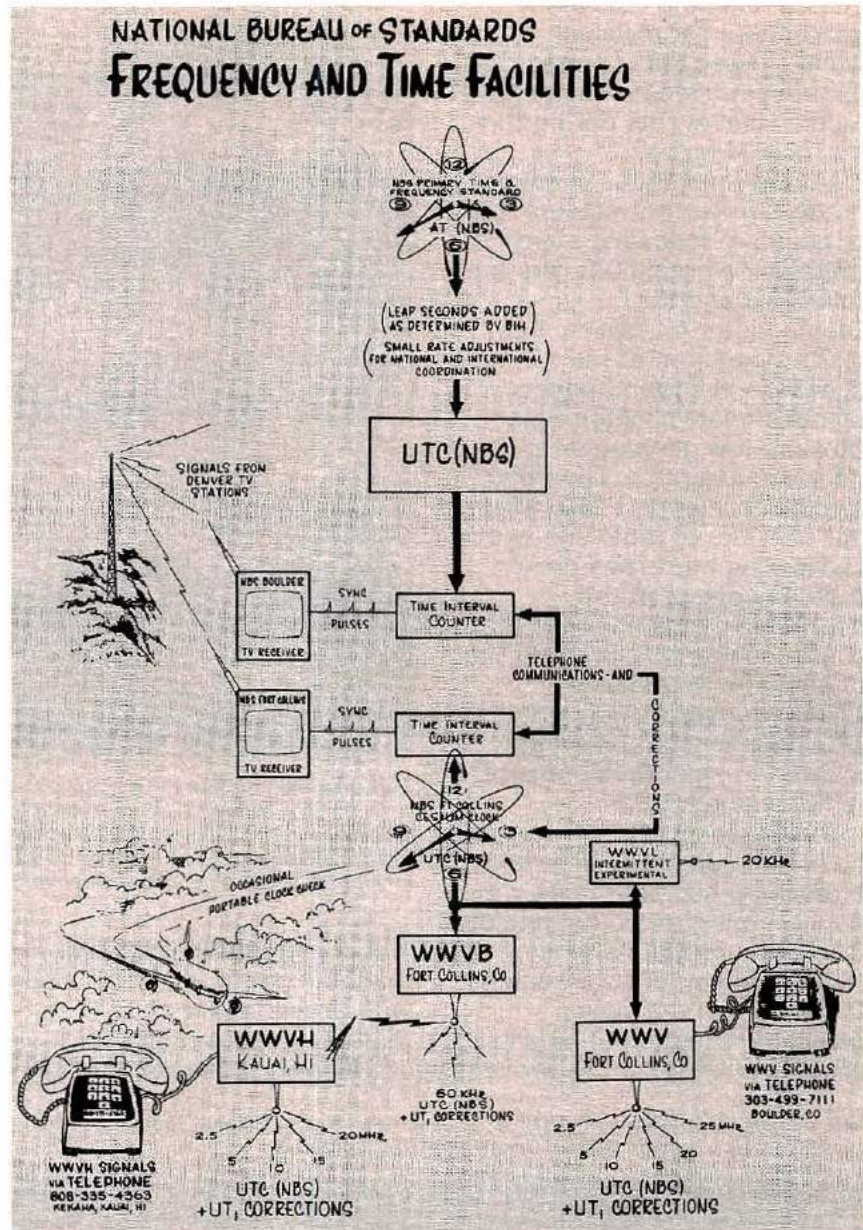 NATIONAL BUREAU OF STANDARDS
FREQUENCY AND TIME FACILITIES
12
NBS PRIMARY TIME &
FREQUENCY STANDARD
9
3
AT (NBS)
6
(LEAP SECONDS ADDED
AS DETERMINED BY BIH)
(SMALL RATE ADJUSTMENTS
FOR NATIONAL AND INTERNATIONAL
COORDINATION)
UTC(NBS)
SIGNALS FROM
DENVER TV
STATIONS
NBS BOULDER
TV RECEIVER
SYNC
PULSES
TIME INTERVAL
COUNTER
TELEPHONE
COMMUNICATIONS - AND
CORRECTIONS
NBS FORT COLLINS
TV RECEIVER
SYNC
PULSES
TIME INTERVAL
COUNTER
12
NBS FT COLLINS
CESIUM CLOCK
9
3
UTC(NBS)
6
WWVL
INTERMITTENT
EXPERIMENTAL
20 KHz
OCCASIONAL
PORTABLE CLOCK CHECK
WWVB
FORT COLLINS, CO
60 KHz
UTC (NBS)
+UT1 CORRECTIONS
WWVH
KAUAI, HI
2.5
5
10
15
20 MHz
UTC (NBS)
+UT1 CORRECTIONS
WWVH SIGNALS
VIA TELEPHONE
808-335-4363
KEKAHA, KAUAI, HI
WWV
FORT COLLINS, CO
2.5
5
10
15
20
25 MHz
UTC (NBS)
+UT1 CORRECTIONS
WWV SIGNALS
VIA TELEPHONE
303-499-7111
BOULDER, CO